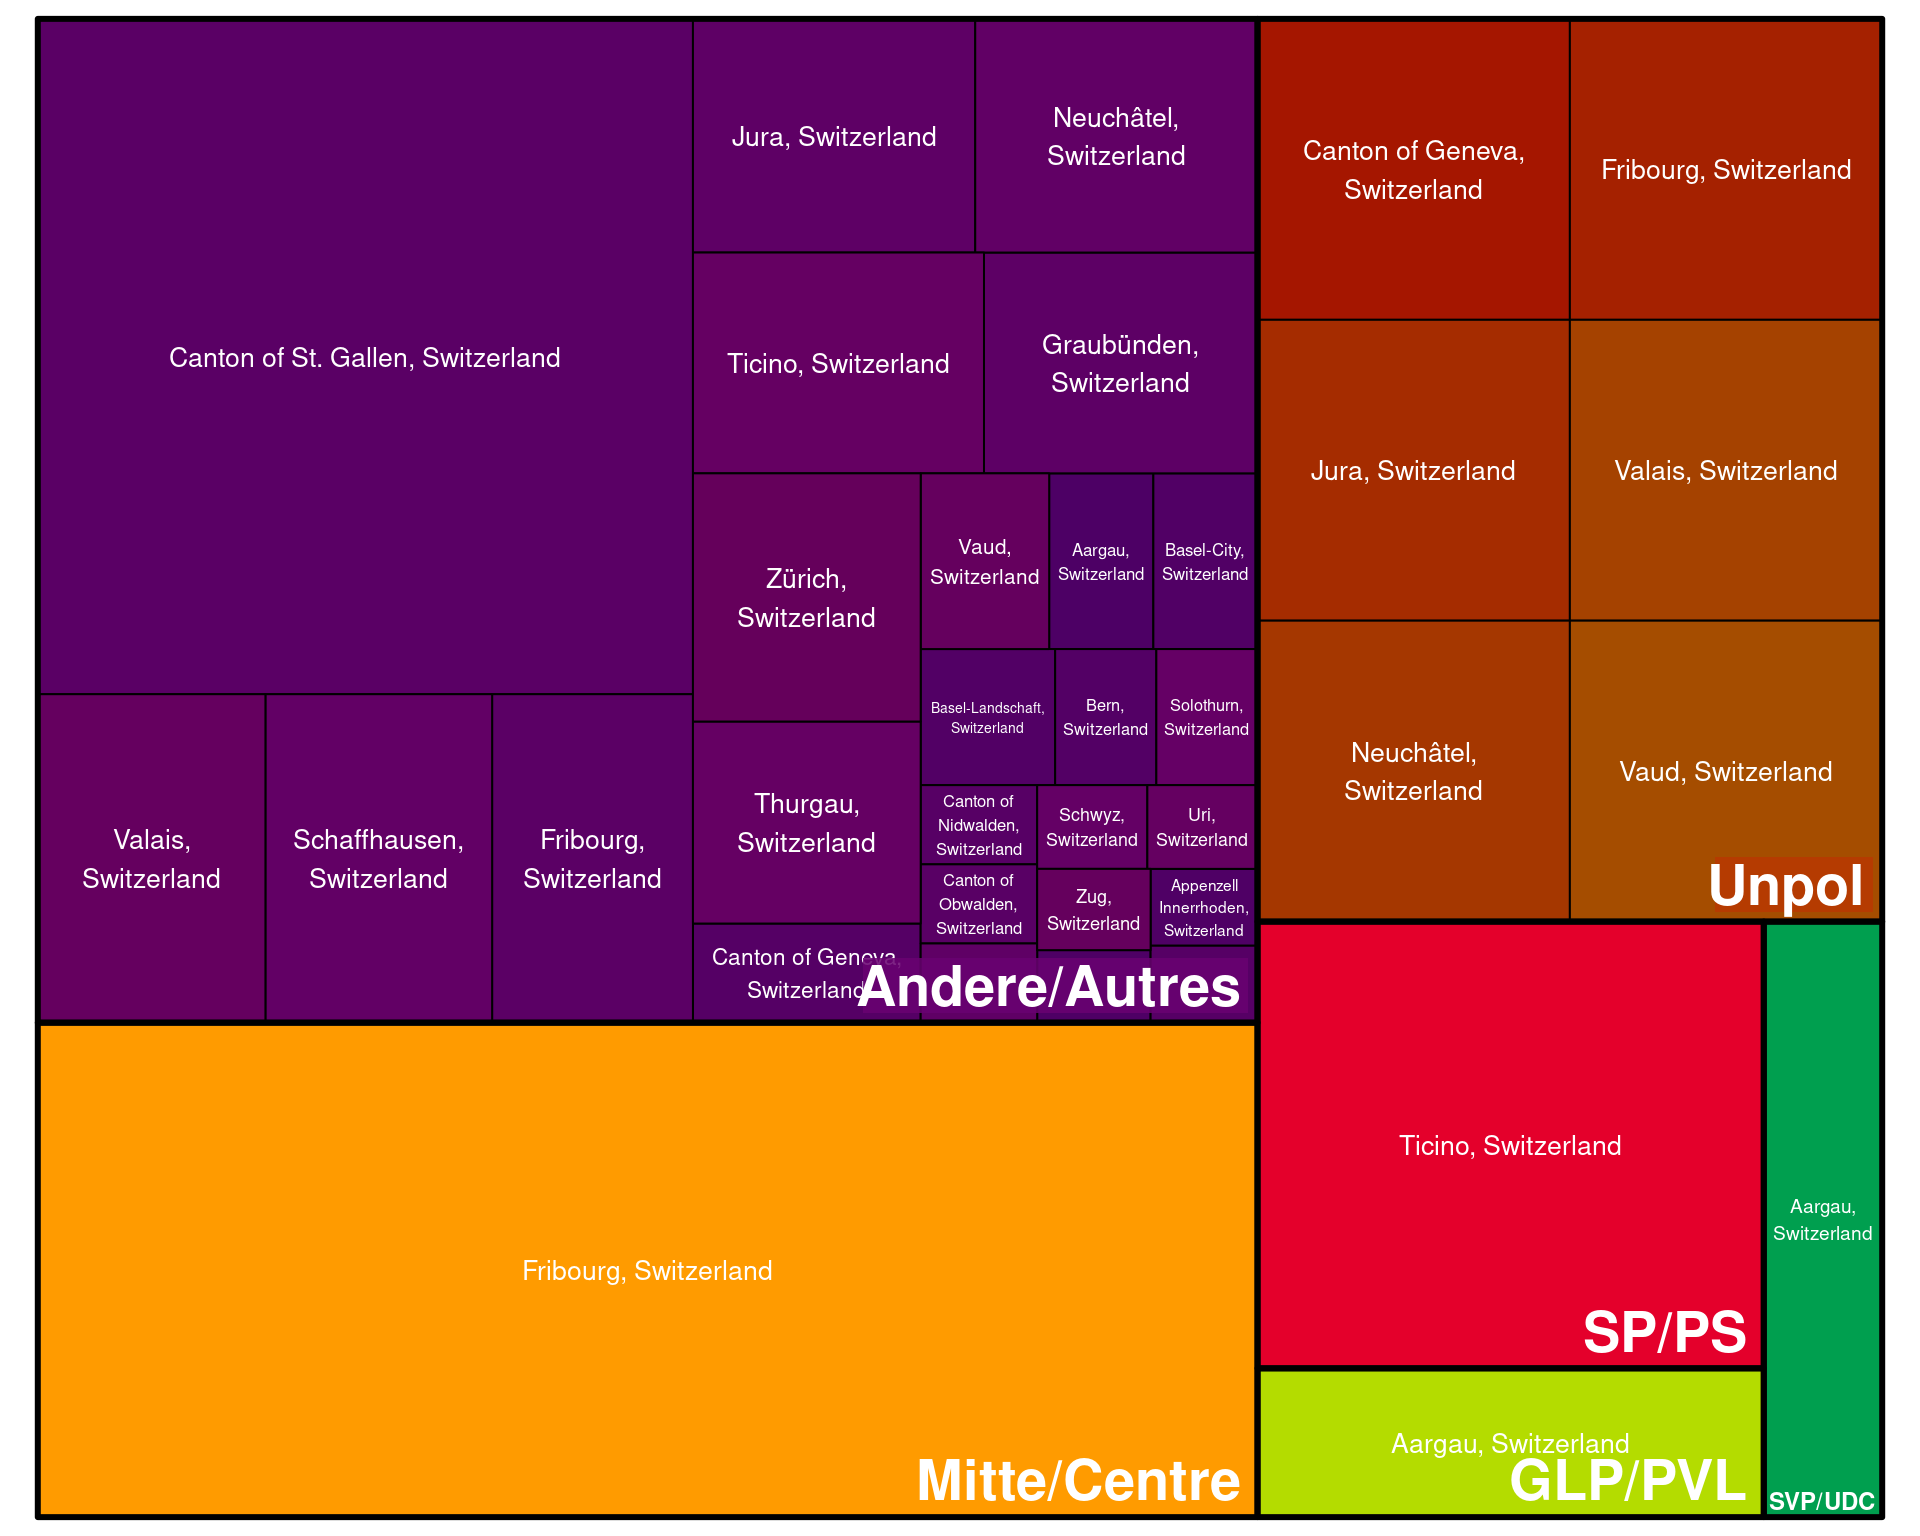 Canton of St. Gallen, Switzerland
Jura, Switzerland
Neuchâtel,
Switzerland
Ticino, Switzerland
Graubünden,
Switzerland
Valais,
Switzerland
Schaffhausen,
Switzerland
Fribourg,
Switzerland
Zürich,
Switzerland
Thurgau,
Switzerland
Canton of Geneva,
Switzerland
Vaud,
Switzerland
Aargau,
Switzerland
Basel-City,
Switzerland
Basel-Landschaft,
Switzerland
Bern,
Switzerland
Solothurn,
Switzerland
Canton of
Nidwalden,
Switzerland
Schwyz,
Switzerland
Uri,
Switzerland
Canton of
Obwalden,
Switzerland
Zug,
Switzerland
Appenzell
Innerrhoden,
Switzerland
Andere/Autres
Canton of Geneva,
Switzerland
Fribourg, Switzerland
Jura, Switzerland
Valais, Switzerland
Neuchâtel,
Switzerland
Vaud, Switzerland
Unpol
Fribourg, Switzerland
Mitte/Centre
Ticino, Switzerland
SP/PS
Aargau, Switzerland
GLP/PVL
Aargau,
Switzerland
SVP/UDC